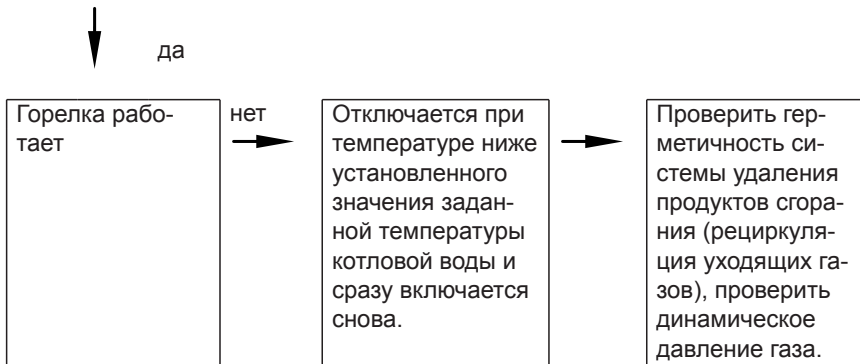 да
Горелка рабо-
тает
нет
Отключается при
температуре ниже
установленного
значения задан-
ной температуры
котловой воды и
сразу включается
снова.
Проверить гер-
метичность си-
стемы удаления
продуктов сгора-
ния (рециркуля-
ция уходящих га-
зов), проверить
динамическое
давление газа.